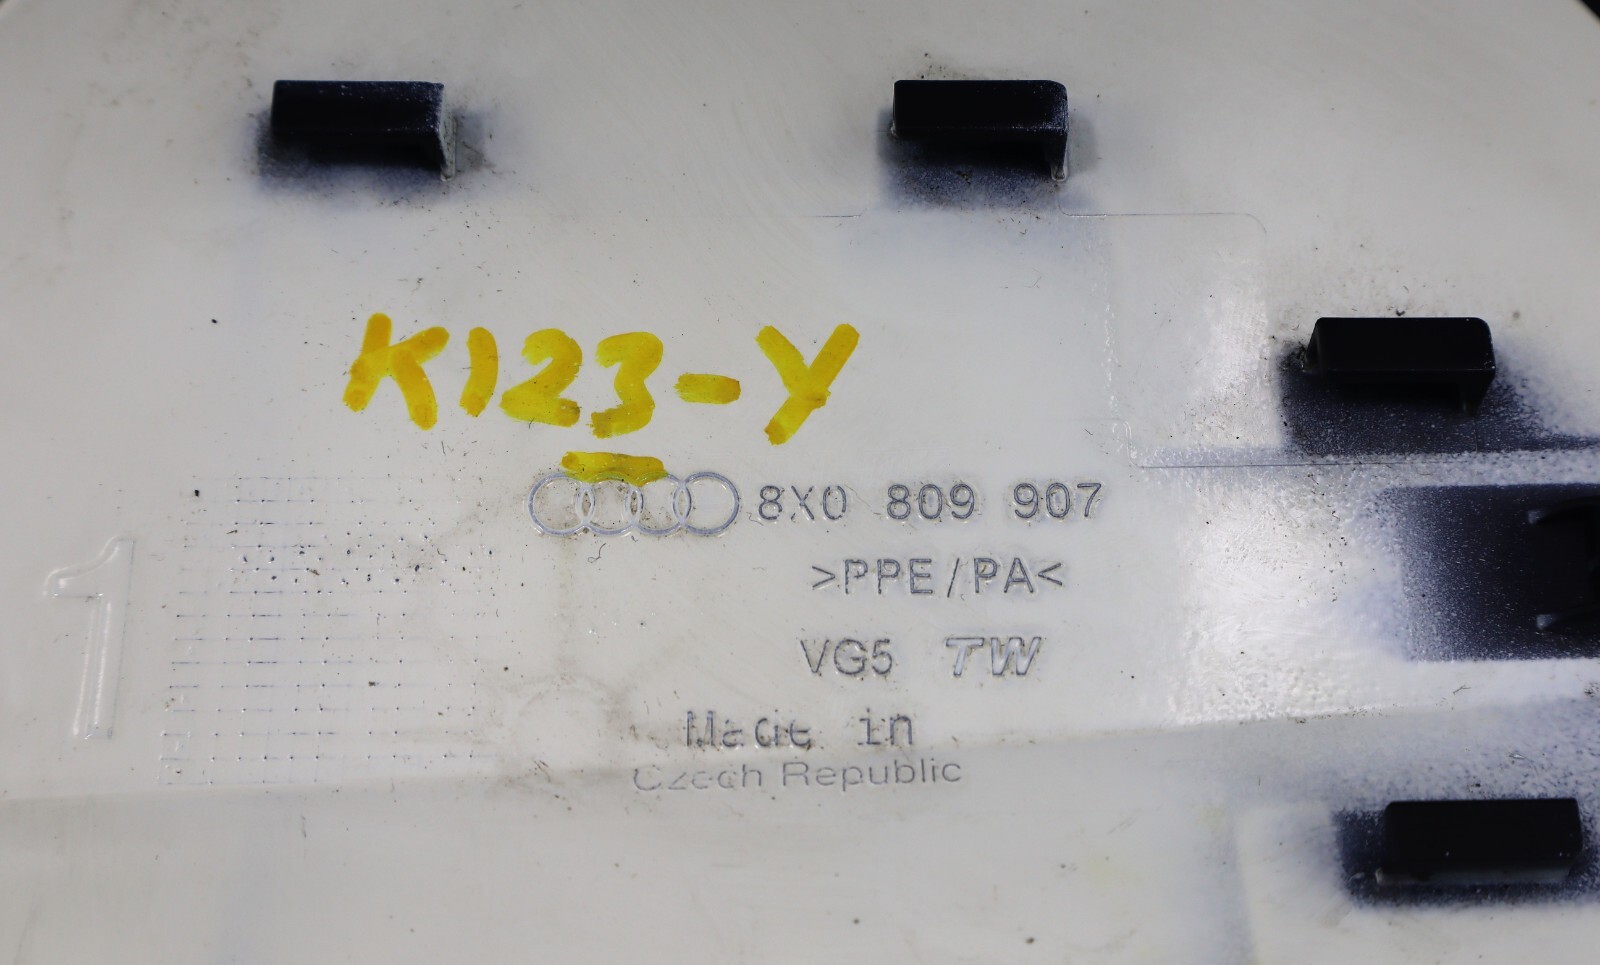 K123-Y
8X0 809 907
>PPE/PA<
VG5 TW
1
Made in
Czech Republic